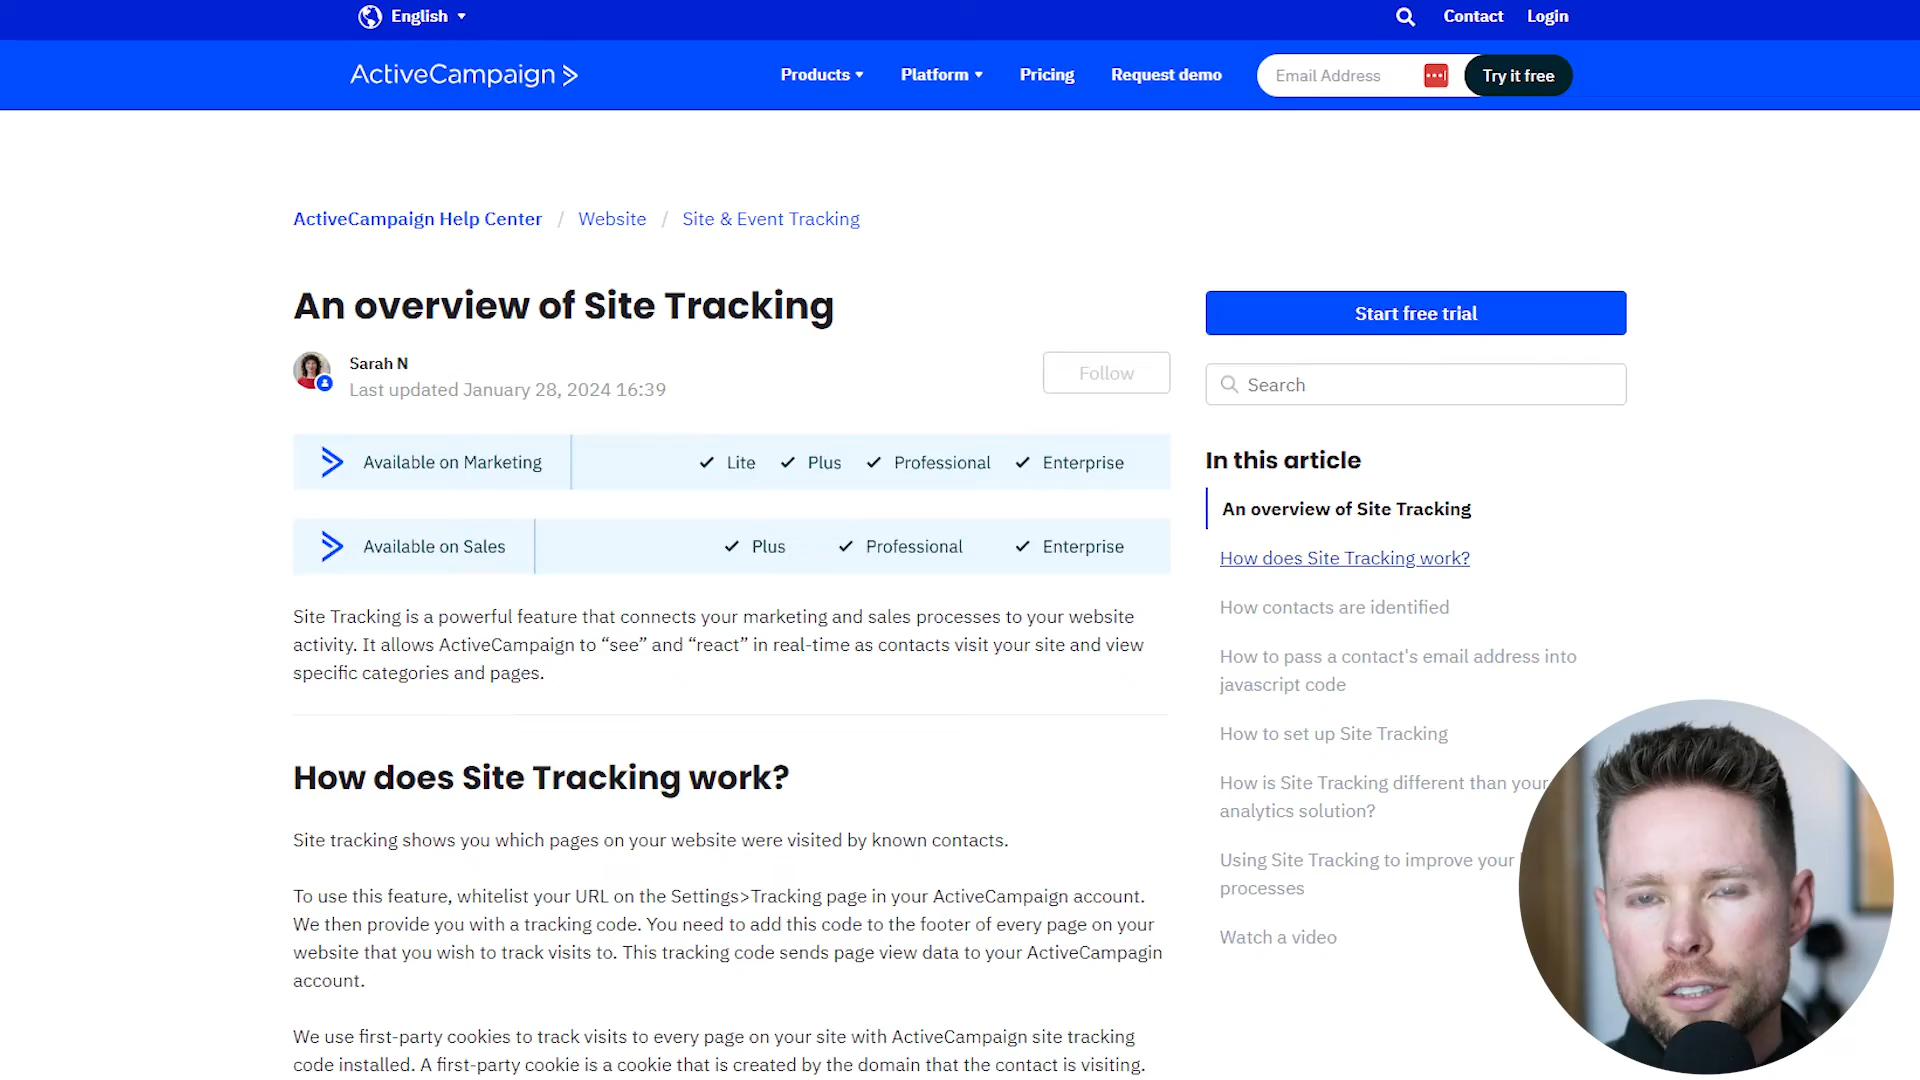 English
Contact
Login
ActiveCampaign >
Products
Platform
Pricing
Request demo
Email Address
Try it free
ActiveCampaign Help Center / Website / Site & Event Tracking
An overview of Site Tracking
Sarah N
Last updated January 28, 2024 16:39
Follow
Available on Marketing
Lite
Plus
Professional
Enterprise
Available on Sales
Plus
Professional
Enterprise
Site Tracking is a powerful feature that connects your marketing and sales processes to your website
activity. It allows ActiveCampaign to “see” and “react” in real-time as contacts visit your site and view
specific categories and pages.
How does Site Tracking work?
Site tracking shows you which pages on your website were visited by known contacts.
To use this feature, whitelist your URL on the Settings>Tracking page in your ActiveCampaign account.
We then provide you with a tracking code. You need to add this code to the footer of every page on your
website that you wish to track visits to. This tracking code sends page view data to your ActiveCampagin
account.
We use first-party cookies to track visits to every page on your site with ActiveCampaign site tracking
code installed. A first-party cookie is a cookie that is created by the domain that the contact is visiting.
Start free trial
Search
In this article
An overview of Site Tracking
How does Site Tracking work?
How contacts are identified
How to pass a contact's email address into
javascript code
How to set up Site Tracking
How is Site Tracking different than your
analytics solution?
Using Site Tracking to improve your
processes
Watch a video